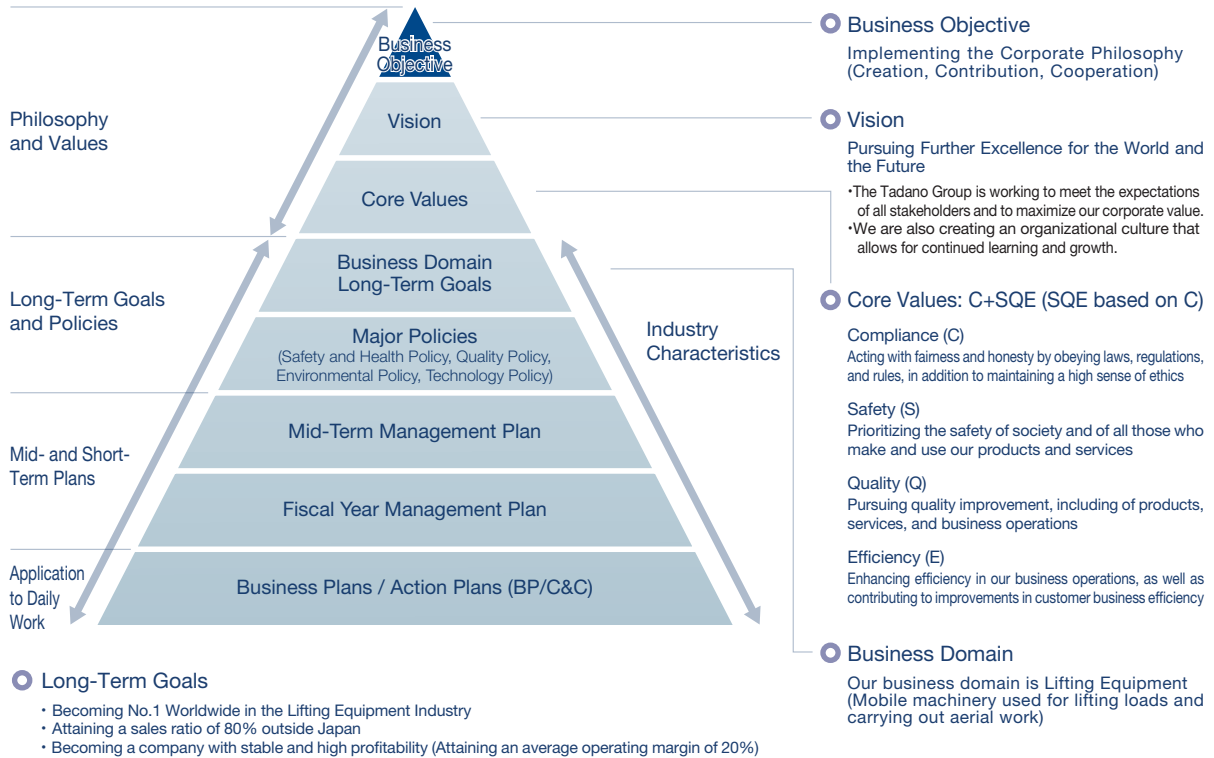 Business
Objective
Vision
Core Values
Business Domain
Long-Term Goals
Major Policies
(Safety and Health Policy, Quality Policy,
Environmental Policy, Technology Policy)
Mid-Term Management Plan
Fiscal Year Management Plan
Business Plans / Action Plans (BP/C&C)
Philosophy
and Values
Long-Term Goals
and Policies
Mid- and Short-
Term Plans
Application
to Daily
Work
Industry
Characteristics
Business Objective
Implementing the Corporate Philosophy
(Creation, Contribution, Cooperation)
Vision
Pursuing Further Excellence for the World and
the Future
・The Tadano Group is working to meet the expectations
of all stakeholders and to maximize our corporate value.
・We are also creating an organizational culture that
allows for continued learning and growth.
Core Values: C+SQE (SQE based on C)
Compliance (C)
Acting with fairness and honesty by obeying laws, regulations,
and rules, in addition to maintaining a high sense of ethics
Safety (S)
Prioritizing the safety of society and of all those who
make and use our products and services
Quality (Q)
Pursuing quality improvement, including of products,
services, and business operations
Efficiency (E)
Enhancing efficiency in our business operations, as well as
contributing to improvements in customer business efficiency
Business Domain
Our business domain is Lifting Equipment
(Mobile machinery used for lifting loads and
carrying out aerial work)
Long-Term Goals
・Becoming No.1 Worldwide in the Lifting Equipment Industry
・Attaining a sales ratio of 80% outside Japan
・Becoming a company with stable and high profitability (Attaining an average operating margin of 20%)